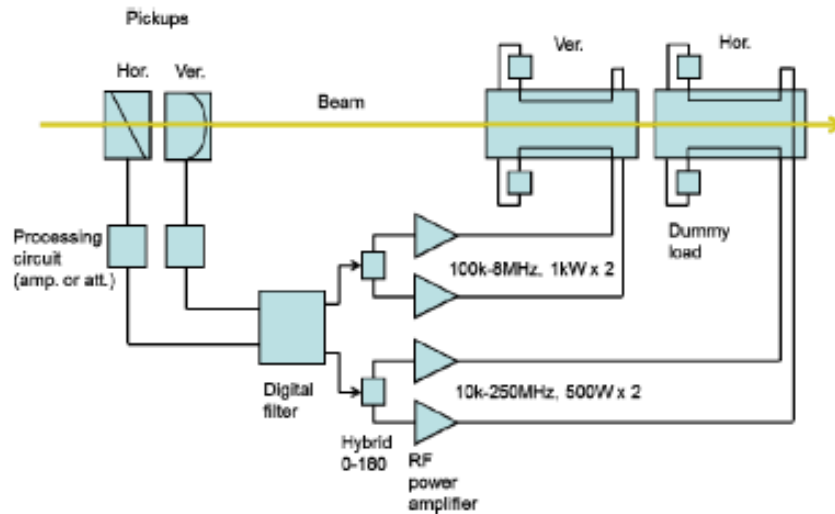 Pickups
Hor.
Ver.
Beam
Ver.
Hor.
Processing
circuit
(amp. or att.)
Dummy
load
100k-8MHz, 1kW x 2
10k-250MHz, 500W x 2
Digital
filter
Hybrid
0-180
RF
power
amplifier